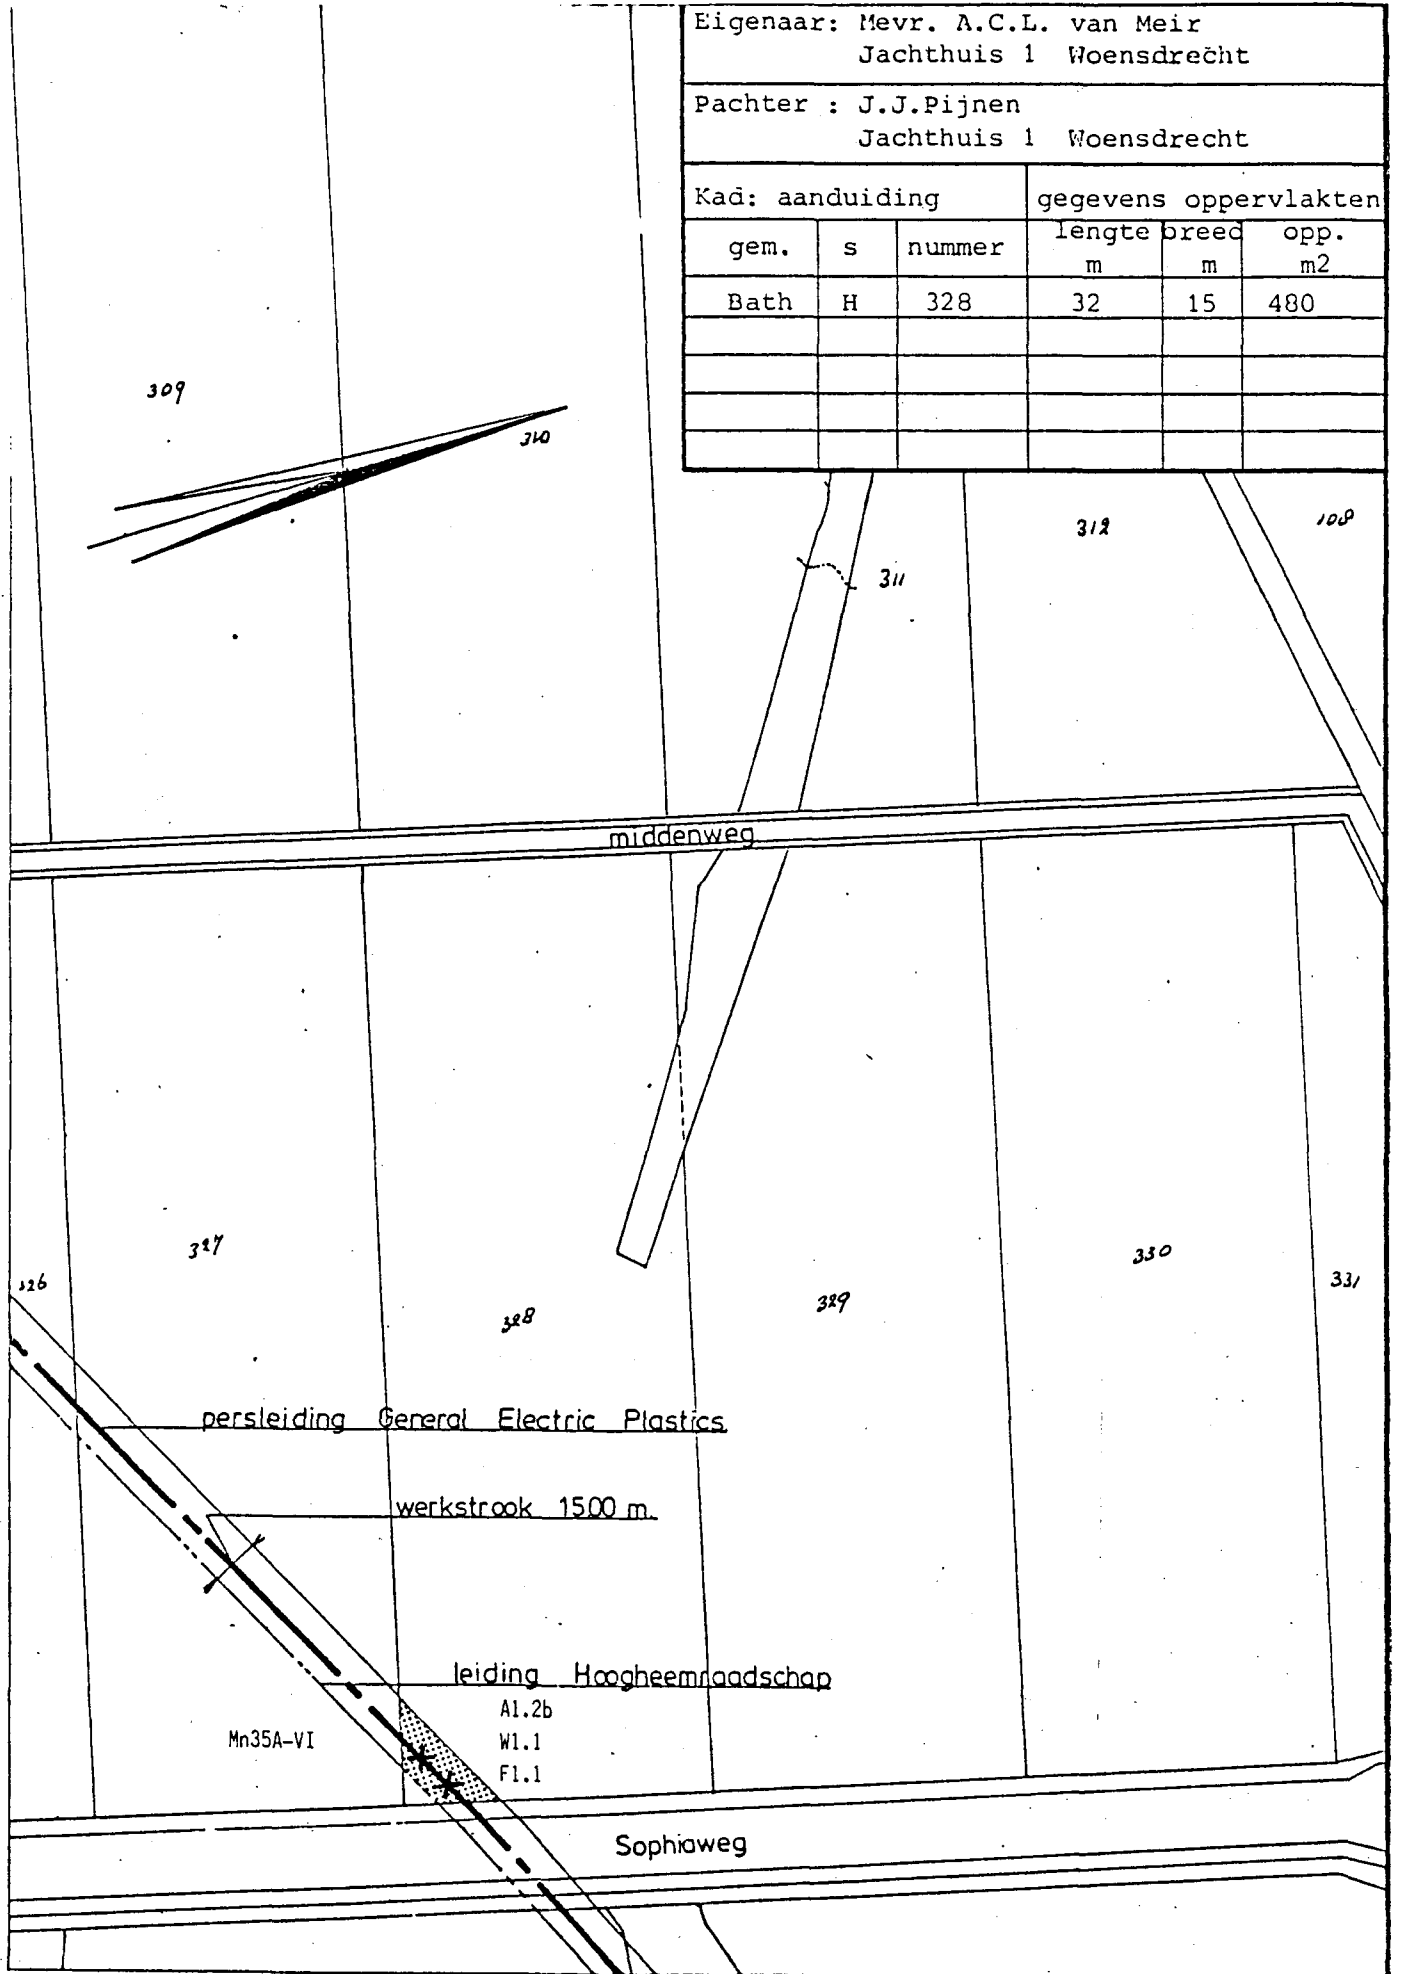 Eigenaar: Mevr. A.C.L. van Meir
Jachthuis 1 Woensdrecht
Pachter : J.J.Pijnen
Jachthuis 1 Woensdrecht
Kad: aanduiding gegevens oppervlakten
gem. s nummer lengte m breed m opp. m2
Bath H 328 32 15 480
309
310
312
108
311
middenweg
327
330
326
331
328
329
persleiding General Electric Plastics
werkstrook 1500 m.
leiding Hoogheemraadschap
A1.2b
Mn35A-VI
W1.1
F1.1
Sophiaweg